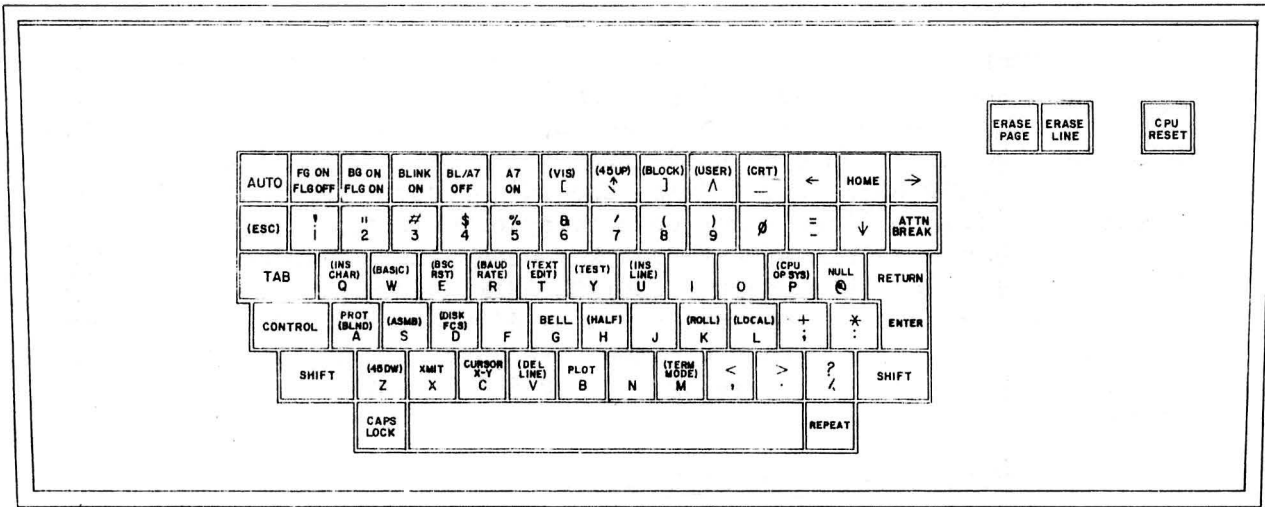 ERASE PAGE ERASE LINE CPU RESET
AUTO FG ON FLG OFF BG ON FLG ON BLINK ON BL/A7 OFF A7 ON (VIS) [ (45UP) ↑ \ (BLOCK) ] (USER) ^ (CRT) _ ← HOME →
(ESC) ! 1 " 2 # 3 $ 4 % 5 & 6 ' 7 ( 8 ) 9 Ø = - ↓ ATTN BREAK
TAB (INS CHAR) Q (BASIC) W (BSC RST) E (BAUD RATE) R (TEXT EDIT) T (TEST) Y (INS LINE) U I O (CPU OP SYS) P NULL @ RETURN
CONTROL PROT (BLND) A (ASMB) S (DISK FCS) D F BELL G (HALF) H J (ROLL) K (LOCAL) L + ; * : ENTER
SHIFT (45DW) Z XMIT X CURSOR X-Y C (DEL LINE) V PLOT B N (TERM MODE) M < , > . ? / SHIFT
CAPS LOCK REPEAT